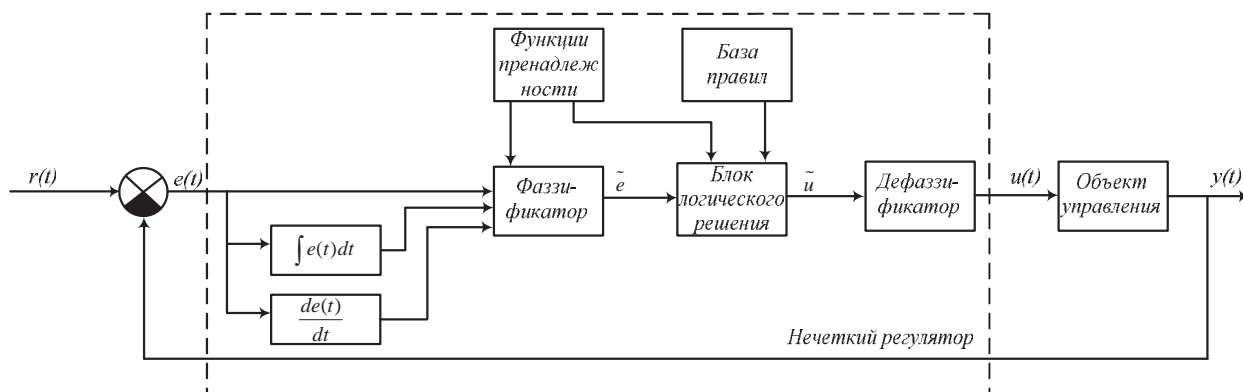 Функции
пренадлеж
ности
База
правил
r(t)
e(t)
Фаззи-
фикатор
~
e
Блок
логического
решения
~
u
Дефаззи-
фикатор
u(t)
Объект
управления
y(t)
∫ e(t)dt
de(t)
dt
Нечеткий регулятор